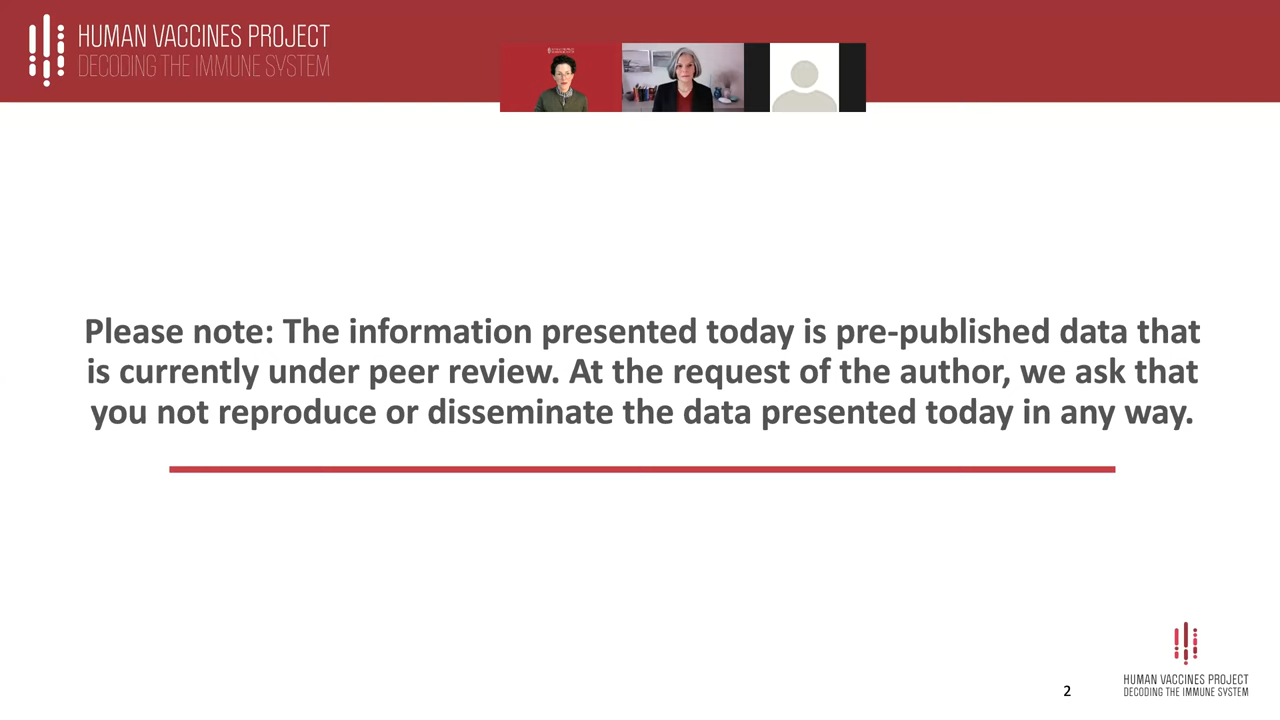 HUMAN VACCINES PROJECT
DECODING THE IMMUNE SYSTEM
Please note: The information presented today is pre-published data that
is currently under peer review. At the request of the author, we ask that
you not reproduce or disseminate the data presented today in any way.
2
HUMAN VACCINES PROJECT
DECODING THE IMMUNE SYSTEM